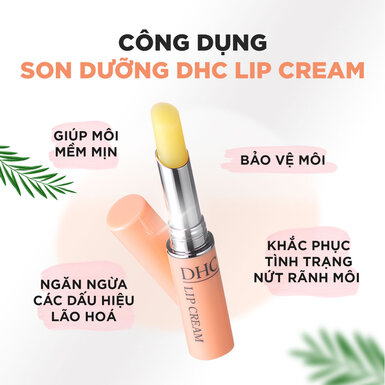 CÔNG DỤNG
SON DƯỠNG DHC LIP CREAM
GIÚP MÔI
MỀM MỊN
BẢO VỆ MÔI
KHẮC PHỤC
TÌNH TRẠNG
NỨT RÃNH MÔI
NGĂN NGỪA
CÁC DẤU HIỆU
LÃO HOÁ
DHC
LIP CREAM